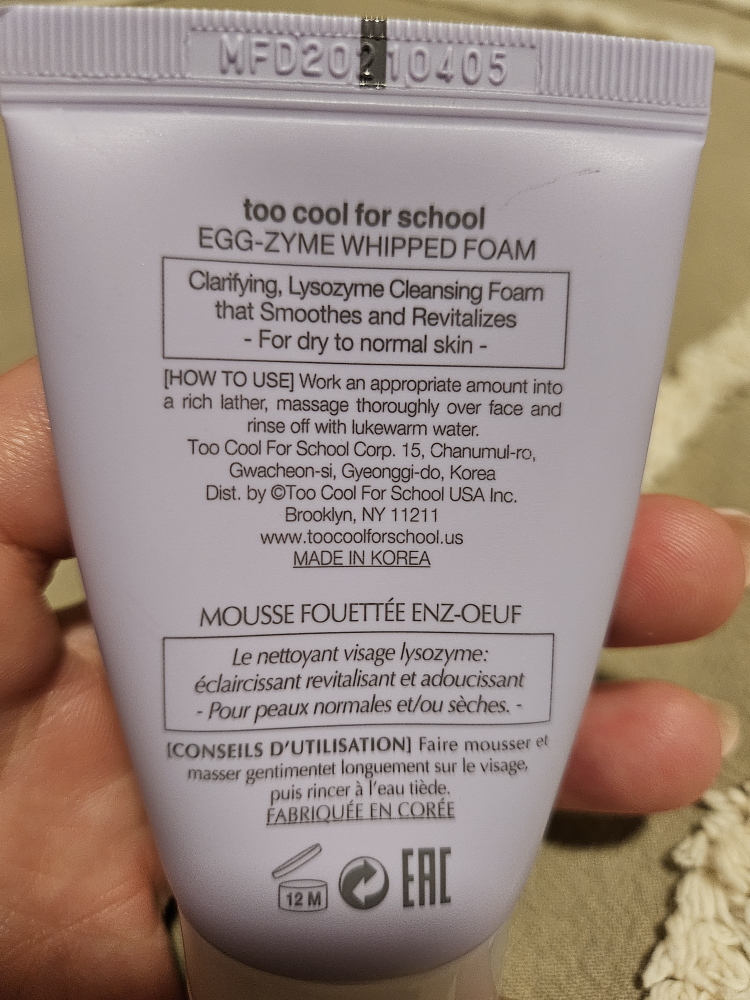 MFD20210405
too cool for school
EGG-ZYME WHIPPED FOAM
Clarifying, Lysozyme Cleansing Foam
that Smoothes and Revitalizes
- For dry to normal skin -
[HOW TO USE] Work an appropriate amount into
a rich lather, massage thoroughly over face and
rinse off with lukewarm water.
Too Cool For School Corp. 15, Chanumul-ro,
Gwacheon-si, Gyeonggi-do, Korea
Dist. by ©Too Cool For School USA Inc.
Brooklyn, NY 11211
www.toocoolforschool.us
MADE IN KOREA
MOUSSE FOUETTÉE ENZ-OEUF
Le nettoyant visage lysozyme:
éclaircissant revitalisant et adoucissant
- Pour peaux normales et/ou sèches. -
[CONSEILS D'UTILISATION] Faire mousser et
masser gentimentet longuement sur le visage,
puis rincer à l'eau tiède.
FABRIQUÉE EN CORÉE
12 M
EAC